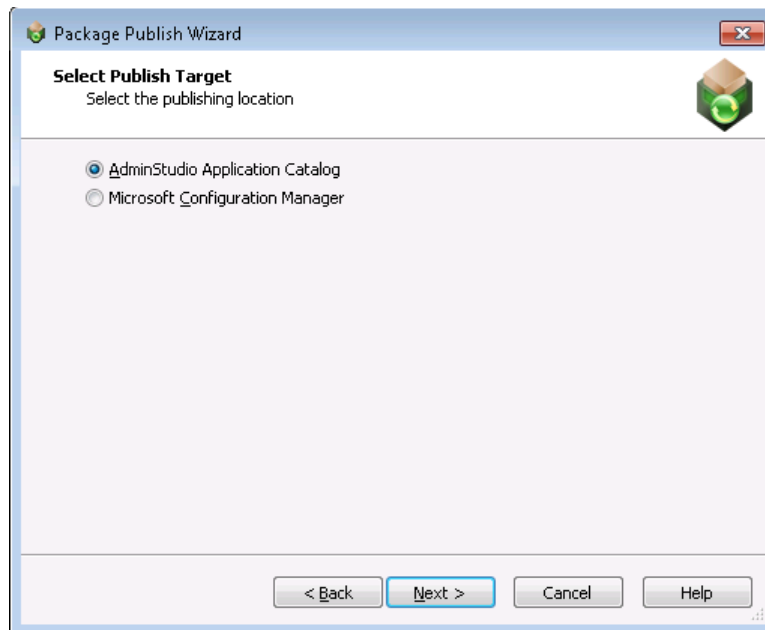 Package Publish Wizard
Select Publish Target
Select the publishing location
AdminStudio Application Catalog
Microsoft Configuration Manager
< Back Next > Cancel Help